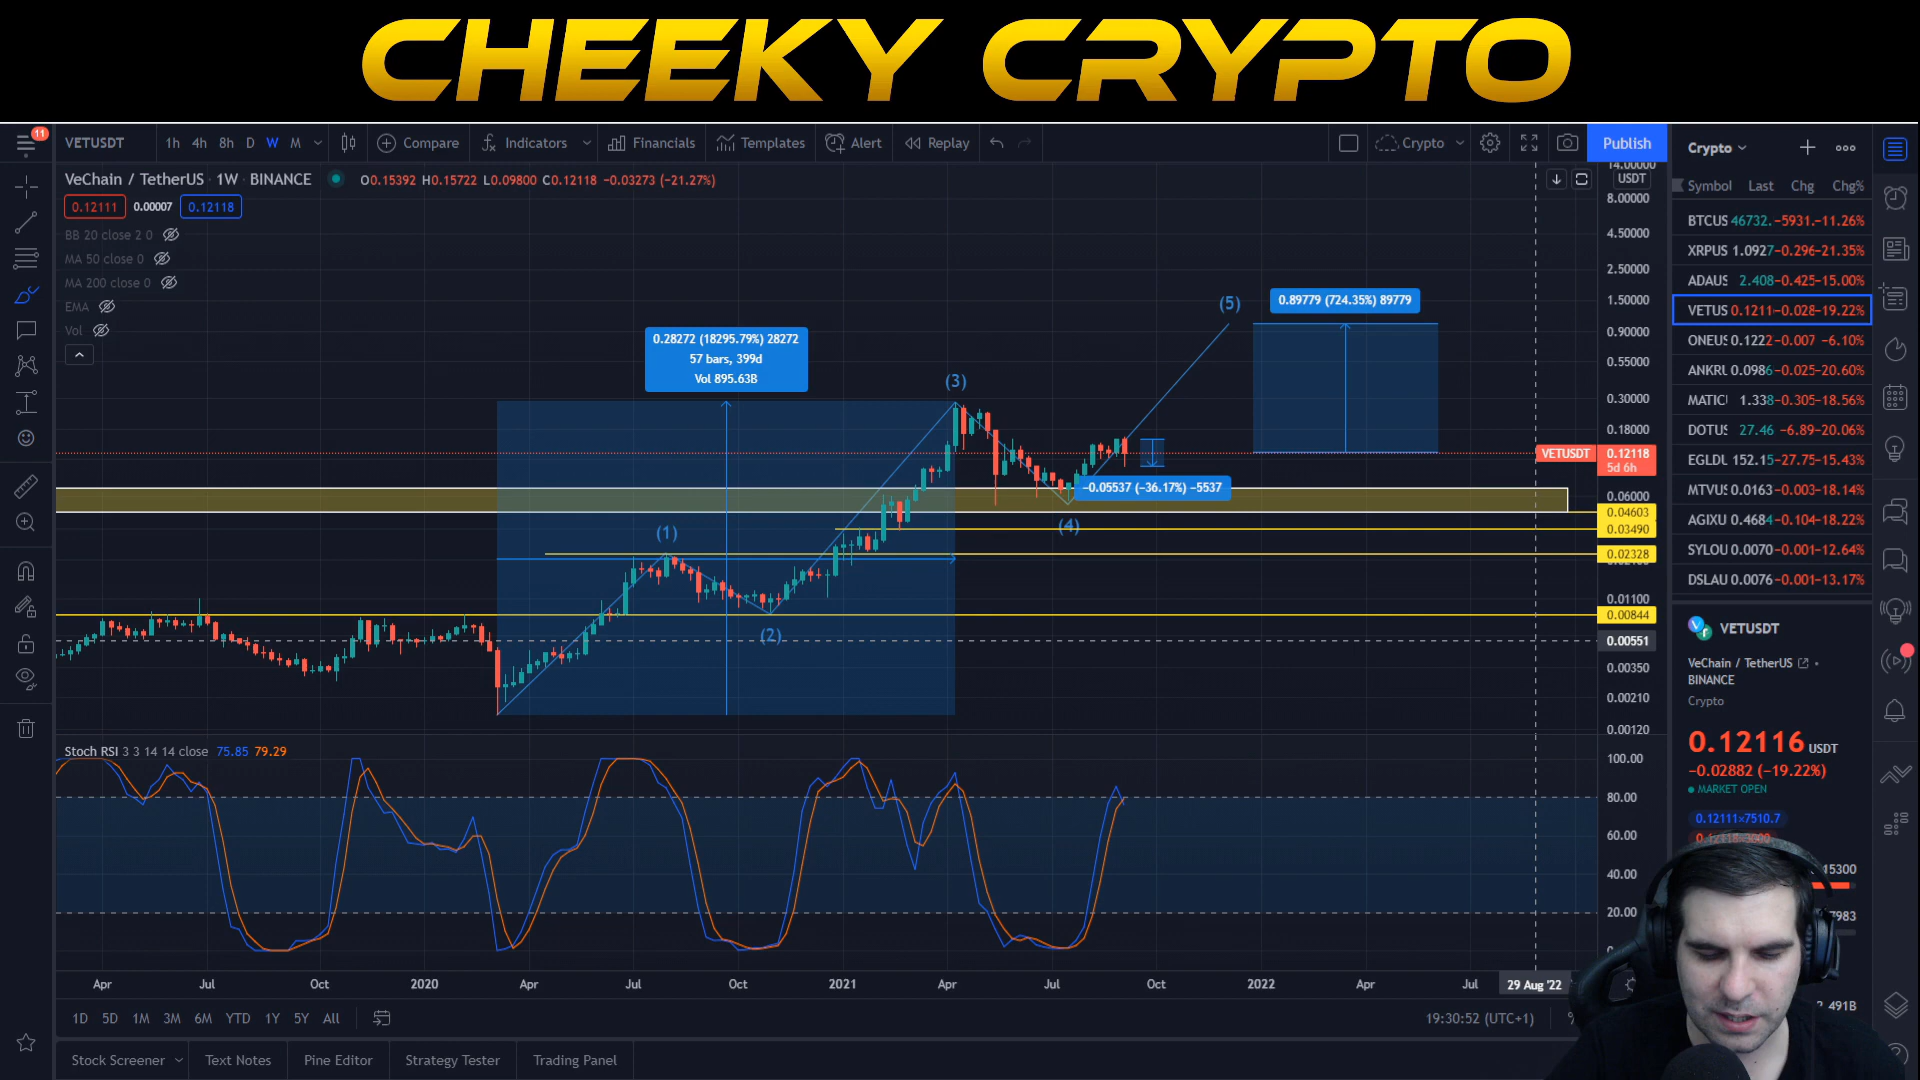 CHEEKY CRYPTO
11
VETUSDT
1h 4h 8h D W M
Compare
Indicators
Financials
Templates
Alert
Replay
Crypto
Publish
VeChain / TetherUS · 1W · BINANCE
O0.15392 H0.15722 L0.09800 C0.12118 −0.03273 (−21.27%)
0.12111 0.00007 0.12118
BB 20 close 2 0
MA 50 close 0
MA 200 close 0
EMA
Vol
0.28272 (18295.79%) 28272
57 bars, 399d
Vol 895.63B
0.89779 (724.35%) 89779
−0.05537 (−36.17%) −5537
(1)
(2)
(3)
(4)
(5)
14.00000
USDT
8.00000
4.50000
2.50000
1.50000
0.90000
0.55000
0.30000
0.18000
VETUSDT 0.12118
5d 6h
0.06000
0.04603
0.03490
0.02328
0.01100
0.00844
0.00551
0.00350
0.00210
0.00120
Stoch RSI 3 3 14 14 close 75.85 79.29
100.00
80.00
60.00
40.00
20.00
Apr Jul Oct 2020 Apr Jul Oct 2021 Apr Jul Oct 2022 Apr Jul 29 Aug '22
1D 5D 1M 3M 6M YTD 1Y 5Y All
19:30:52 (UTC+1)
%
Stock Screener
Text Notes
Pine Editor
Strategy Tester
Trading Panel
Crypto
Symbol Last Chg Chg%
BTCUS 46732. −5931. −11.26%
XRPUS 1.0927 −0.296 −21.35%
ADAUS 2.408 −0.425 −15.00%
VETUS 0.1211 −0.028 −19.22%
ONEUS 0.1222 −0.007 −6.10%
ANKRU 0.0986 −0.025 −20.60%
MATICI 1.338 −0.305 −18.56%
DOTUS 27.46 −6.89 −20.06%
EGLDU 152.15 −27.75 −15.43%
MTVUS 0.0163 −0.003 −18.14%
AGIXU 0.4684 −0.104 −18.22%
SYLOU 0.0070 −0.001 −12.64%
DSLAU 0.0076 −0.001 −13.17%
VETUSDT
VeChain / TetherUS
BINANCE
Crypto
0.12116 USDT
−0.02882 (−19.22%)
MARKET OPEN
0.12111×7510.7
15300
7983
491B